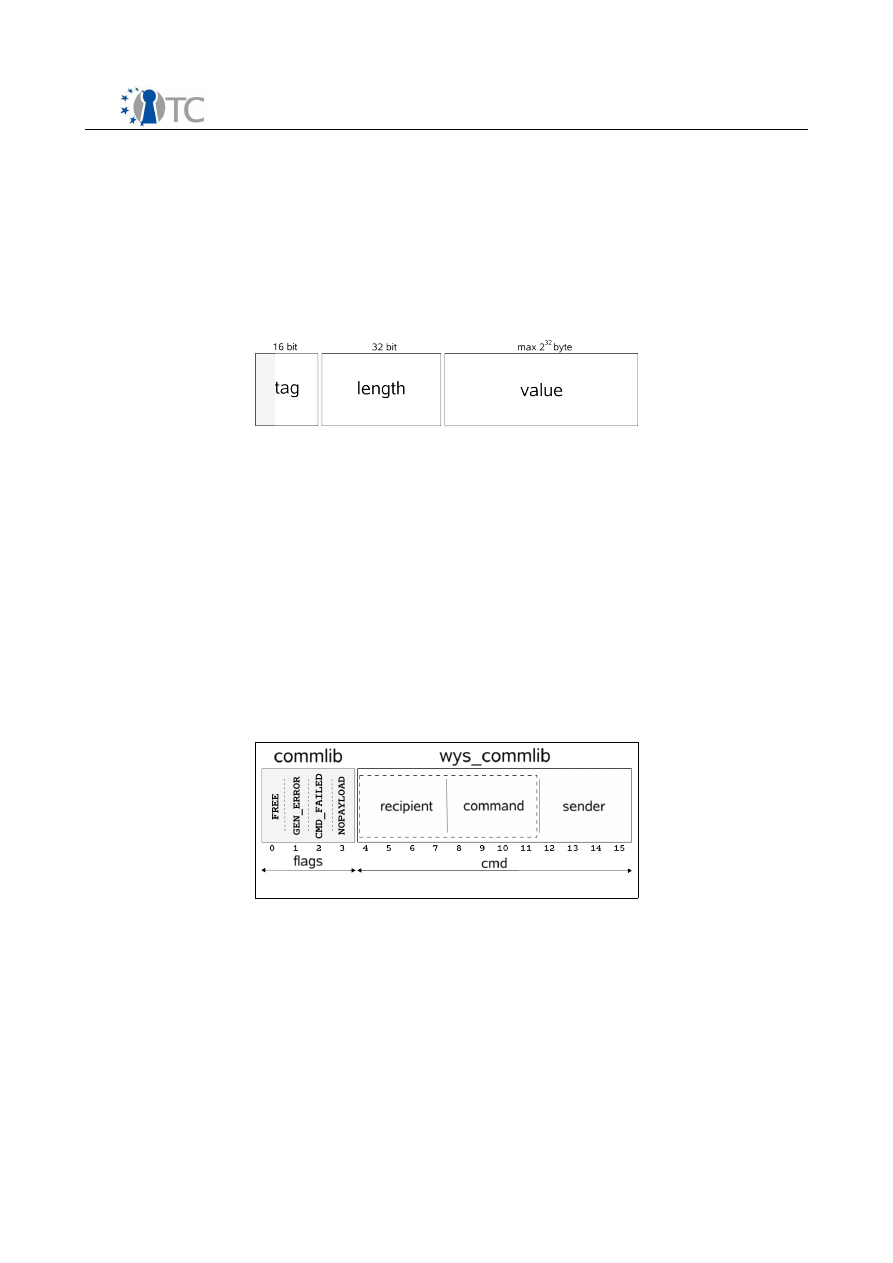 TC
16 bit 32 bit max 2^32 byte
tag length value
commlib wys_commlib
FREE GEN_ERROR CMD_FAILED NOPAYLOAD recipient command sender
0 1 2 3 4 5 6 7 8 9 10 11 12 13 14 15
flags cmd